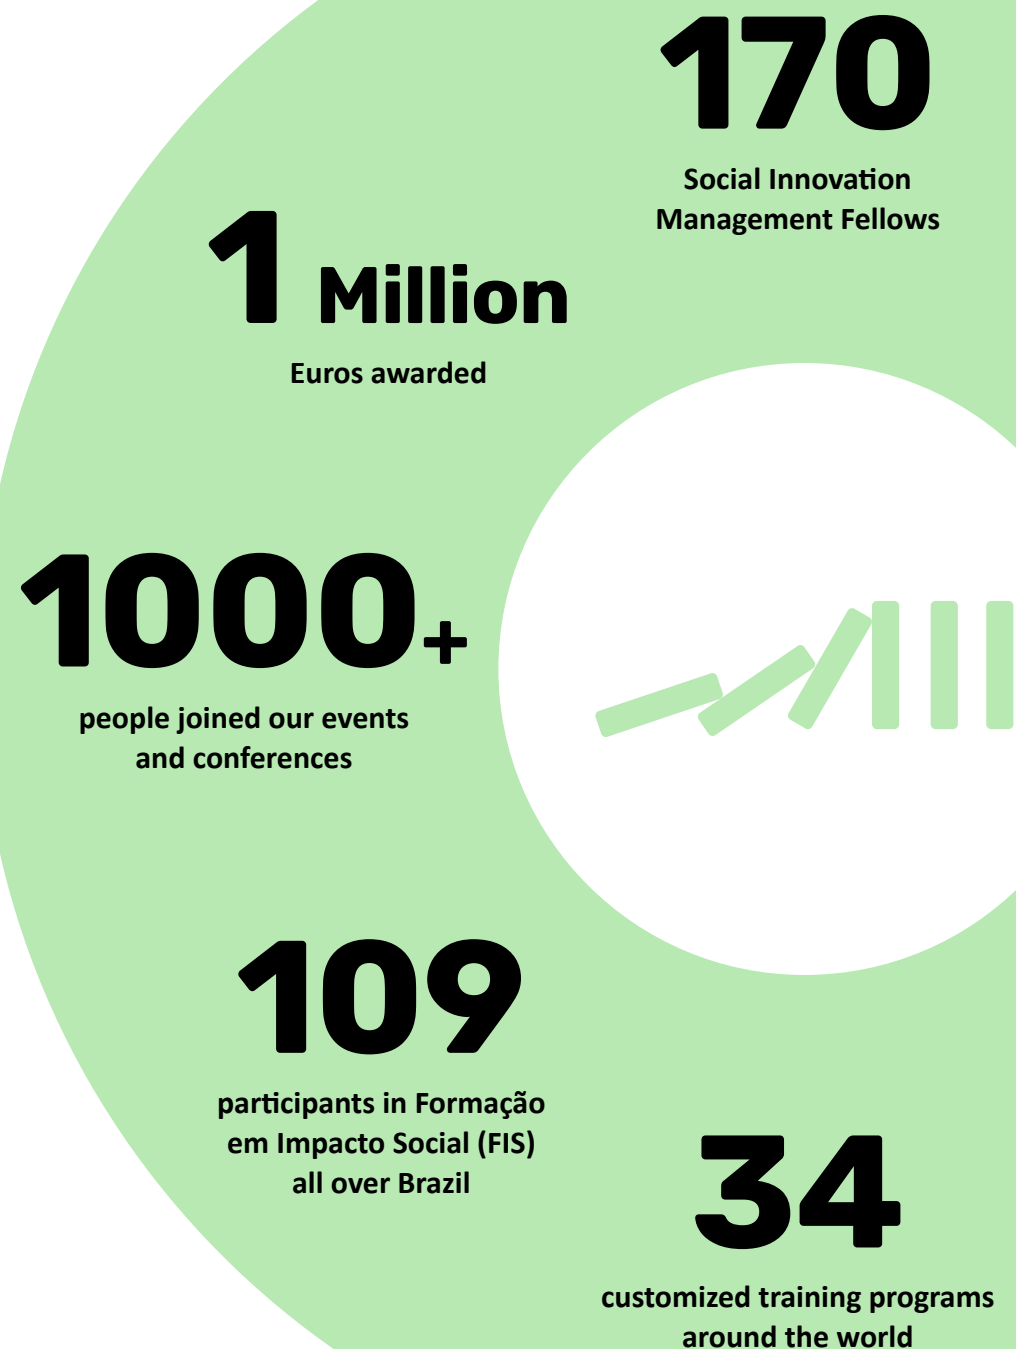 170
Social Innovation
Management Fellows
1 Million
Euros awarded
1000+
people joined our events
and conferences
109
participants in Formação
em Impacto Social (FIS)
all over Brazil
34
customized training programs
around the world